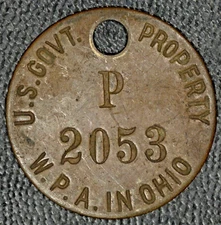 U.S. GOVT. PROPERTY
P
2053
W.P.A. IN OHIO